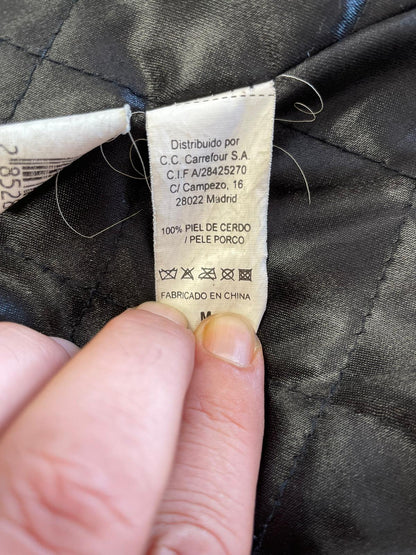 Distribuido por
C.C. Carrefour S.A.
C.I.F A/28425270
C/ Campezo, 16
28022 Madrid
100% PIEL DE CERDO
/ PELE PORCO
FABRICADO EN CHINA
M